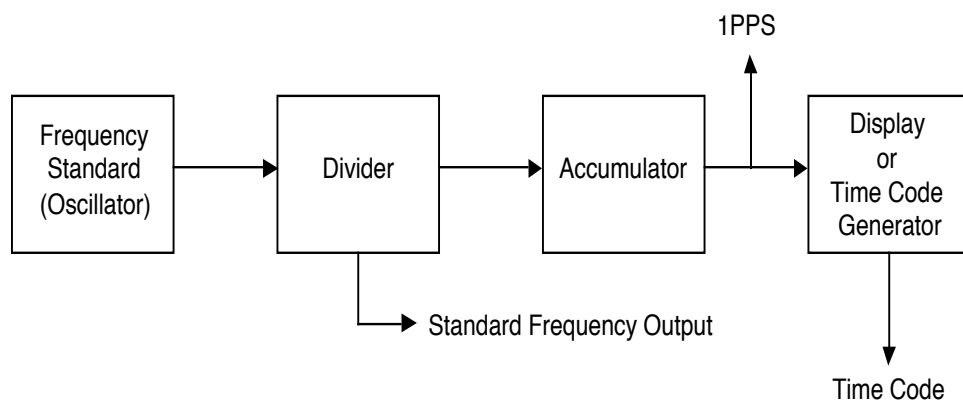 1PPS
Frequency
Standard
(Oscillator)
Divider
Accumulator
Display
or
Time Code
Generator
Standard Frequency Output
Time Code